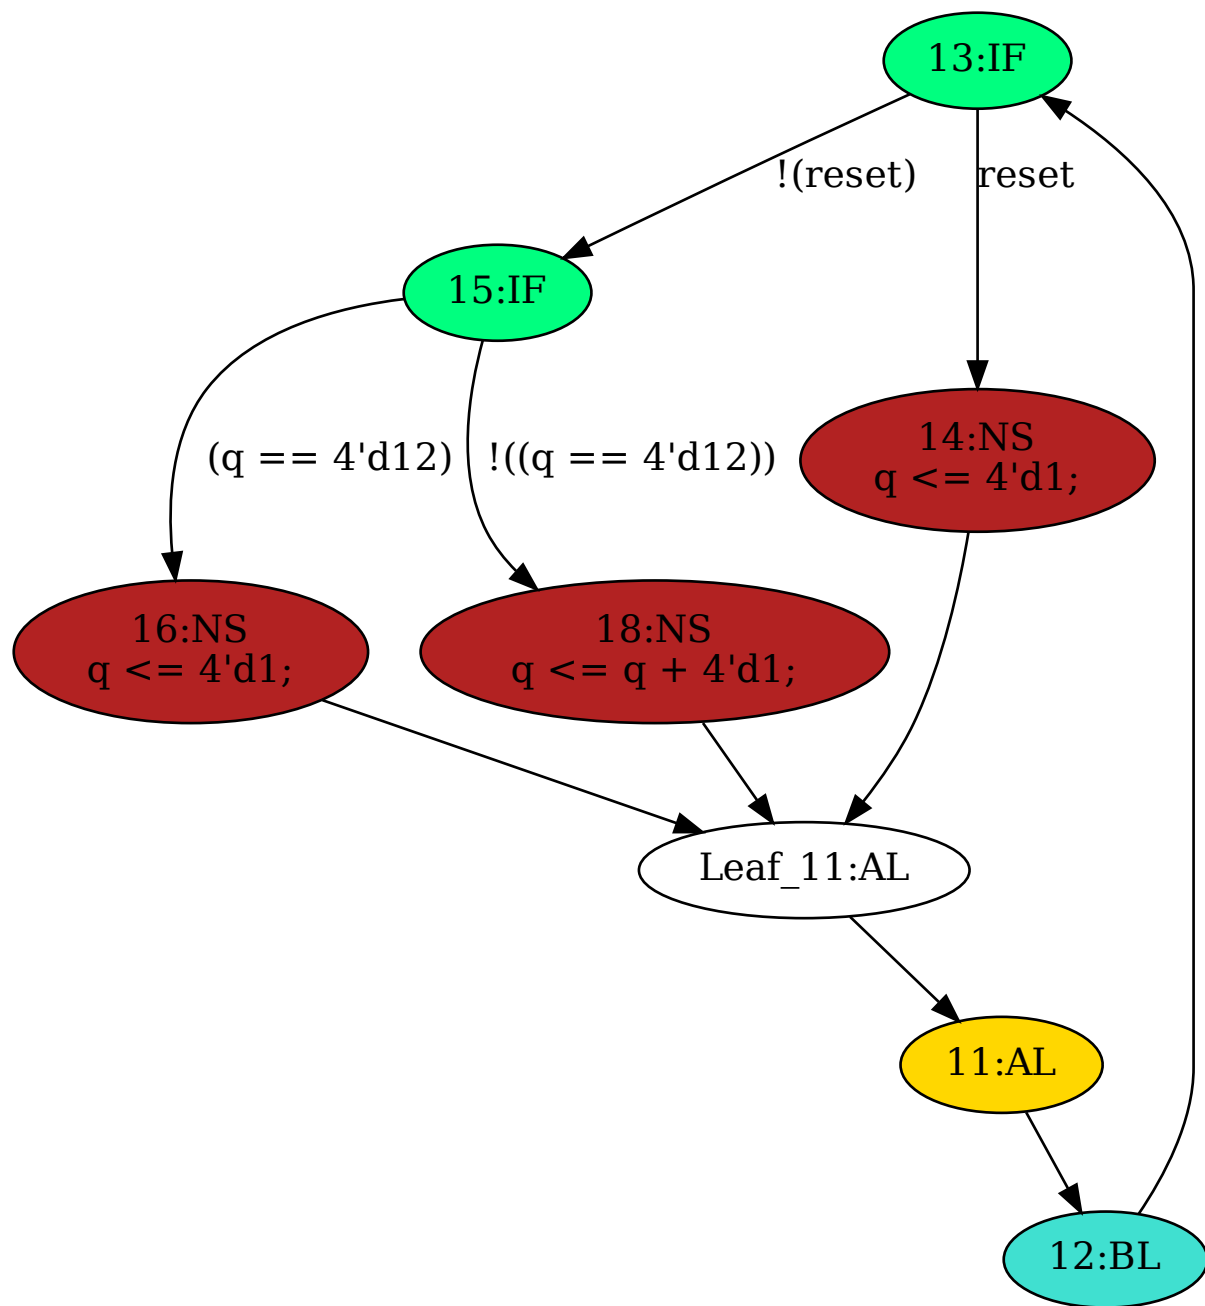 13:IF
!(reset)
reset
15:IF
(q == 4'd12)
!((q == 4'd12))
14:NS
q <= 4'd1;
16:NS
q <= 4'd1;
18:NS
q <= q + 4'd1;
Leaf_11:AL
11:AL
12:BL